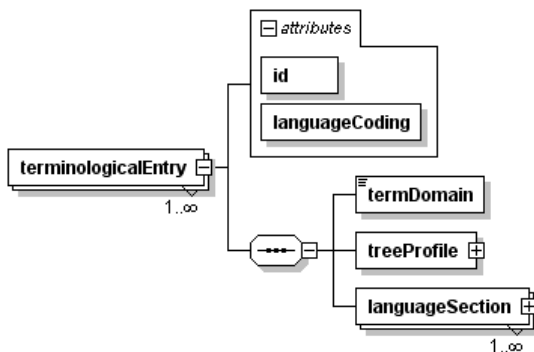 attributes
id
languageCoding
terminologicalEntry
1..∞
termDomain
treeProfile
languageSection
1..∞